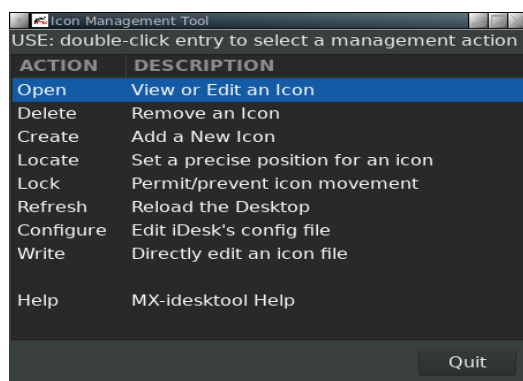 Icon Management Tool
USE: double-click entry to select a management action
ACTION DESCRIPTION
Open View or Edit an Icon
Delete Remove an Icon
Create Add a New Icon
Locate Set a precise position for an icon
Lock Permit/prevent icon movement
Refresh Reload the Desktop
Configure Edit iDesk's config file
Write Directly edit an icon file
Help MX-idesktool Help
Quit